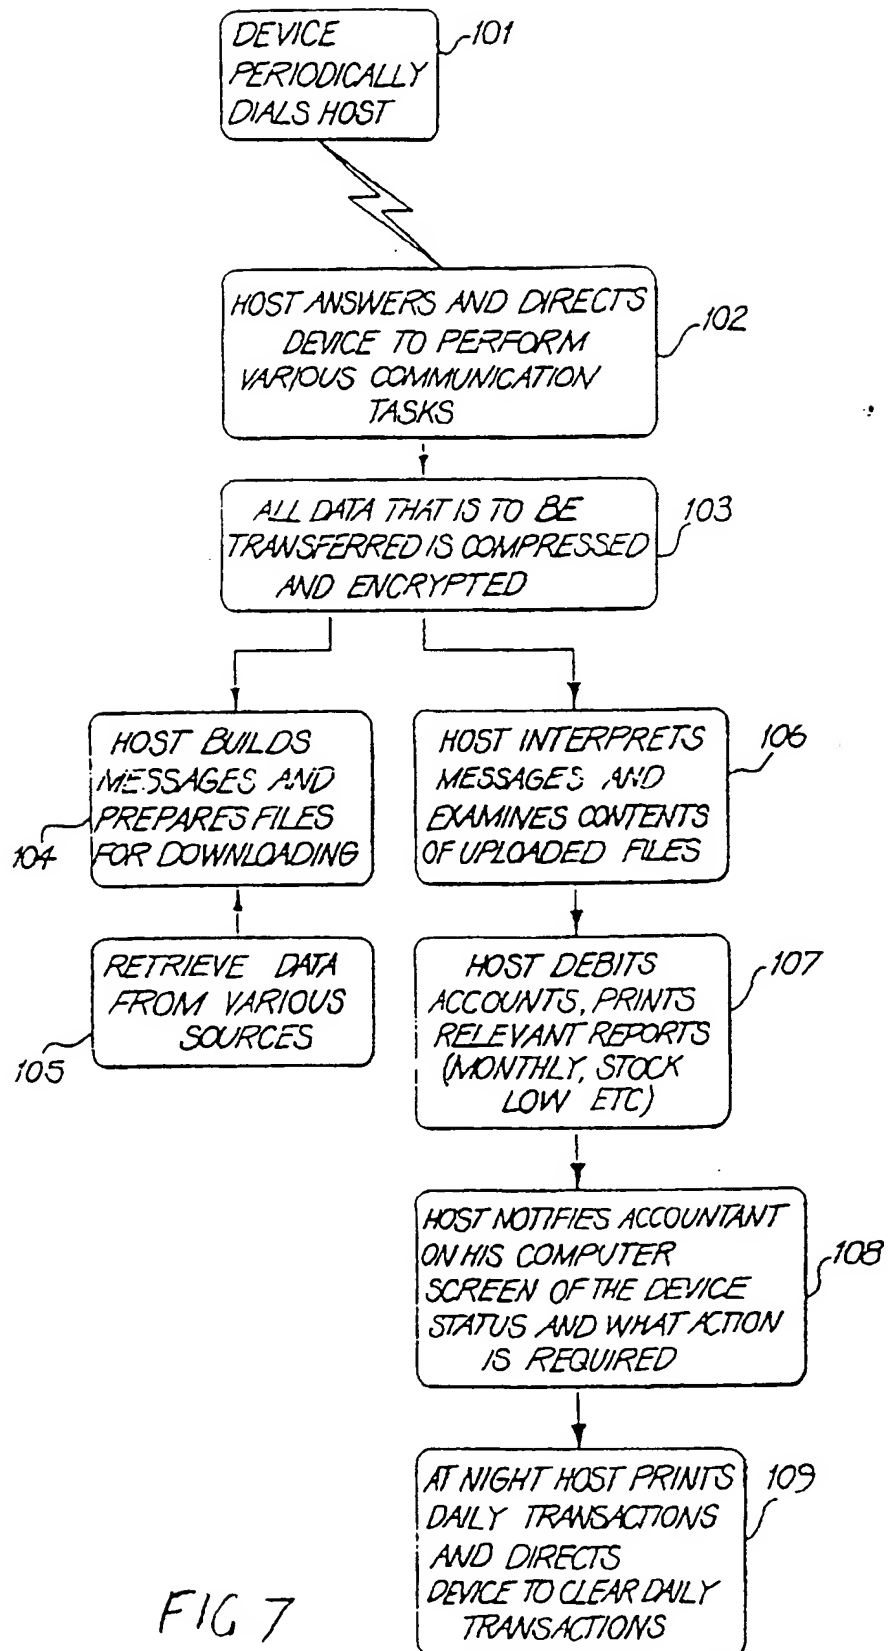 DEVICE
PERIODICALLY
DIALS HOST
101
HOST ANSWERS AND DIRECTS
DEVICE TO PERFORM
VARIOUS COMMUNICATION
TASKS
102
ALL DATA THAT IS TO BE
TRANSFERRED IS COMPRESSED
AND ENCRYPTED
103
HOST BUILDS
MESSAGES AND
PREPARES FILES
FOR DOWNLOADING
104
RETRIEVE DATA
FROM VARIOUS
SOURCES
105
HOST INTERPRETS
MESSAGES AND
EXAMINES CONTENTS
OF UPLOADED FILES
106
HOST DEBITS
ACCOUNTS, PRINTS
RELEVANT REPORTS
(MONTHLY, STOCK
LOW ETC)
107
HOST NOTIFIES ACCOUNTANT
ON HIS COMPUTER
SCREEN OF THE DEVICE
STATUS AND WHAT ACTION
IS REQUIRED
108
AT NIGHT HOST PRINTS
DAILY TRANSACTIONS
AND DIRECTS
DEVICE TO CLEAR DAILY
TRANSACTIONS
109
FIG 7